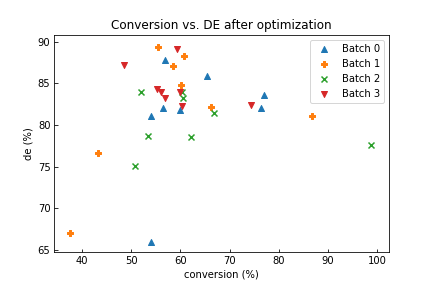 Conversion vs. DE after optimization
90
85
80
75
70
65
de (%)
Batch 0
Batch 1
Batch 2
Batch 3
40 50 60 70 80 90 100
conversion (%)